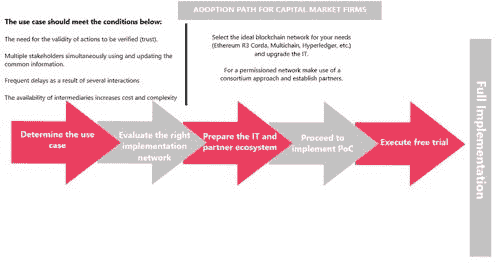 ADOPTION PATH FOR CAPITAL MARKET FIRMS
The use case should meet the conditions below:
The need for the validity of actions to be verified (trust).
Multiple stakeholders simultaneously using and updating the
common information.
Frequent delays as a result of several interactions
The availability of intermediaries increases cost and complexity
Select the ideal blockchain network for your needs
(Ethereum R3 Corda, Multichain, Hyperledger, etc.)
and upgrade the IT.
For a permissioned network make use of a
consortium approach and establish partners.
Determine the use
case
Evaluate the right
implementation
network
Prepare the IT and
partner ecosystem
Proceed to
implement PoC
Execute free trial
Full Implementation